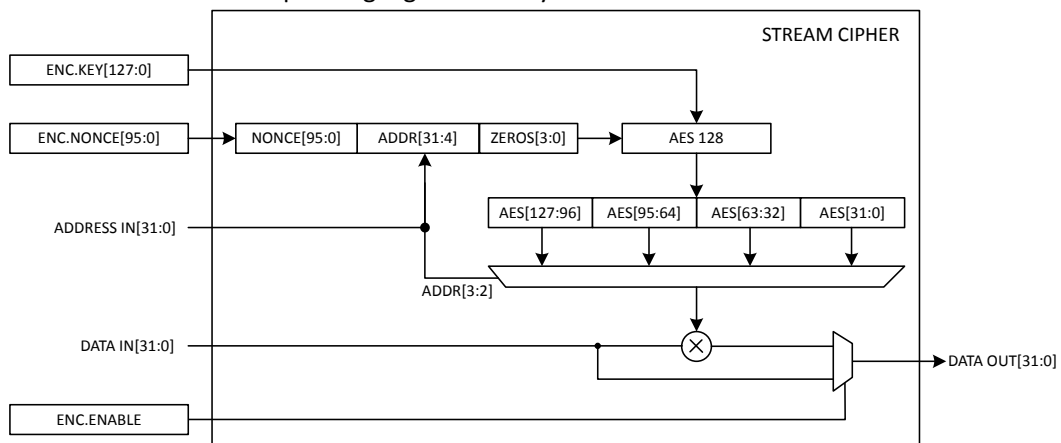 STREAM CIPHER
ENC.KEY[127:0]
ENC.NONCE[95:0] NONCE[95:0] ADDR[31:4] ZEROS[3:0] AES 128
AES[127:96] AES[95:64] AES[63:32] AES[31:0]
ADDRESS IN[31:0]
ADDR[3:2]
DATA IN[31:0] DATA OUT[31:0]
ENC.ENABLE